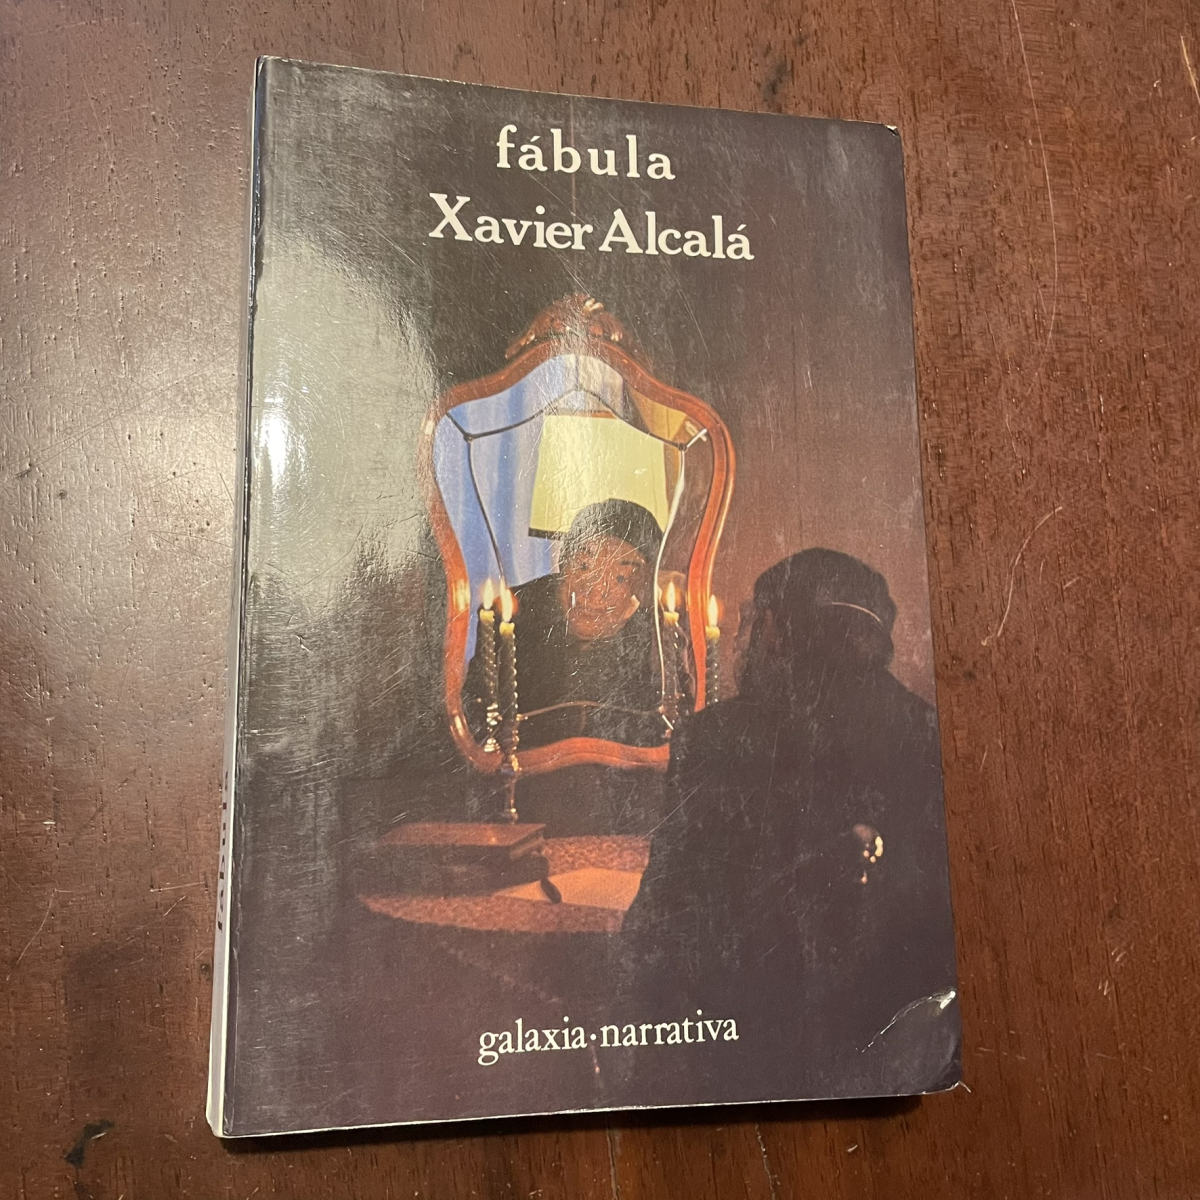 fábula
Xavier Alcalá
galaxia·narrativa